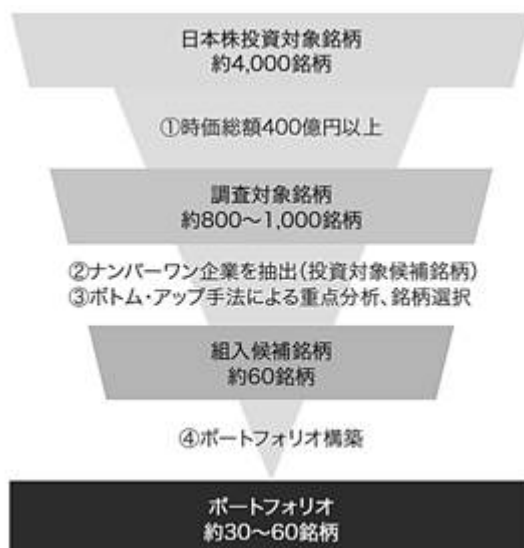 日本株投資対象銘柄
約4,000銘柄
①時価総額400億円以上
調査対象銘柄
約800〜1,000銘柄
②ナンバーワン企業を抽出(投資対象候補銘柄)
③ボトム・アップ手法による重点分析、銘柄選択
組入候補銘柄
約60銘柄
④ポートフォリオ構築
ポートフォリオ
約30〜60銘柄